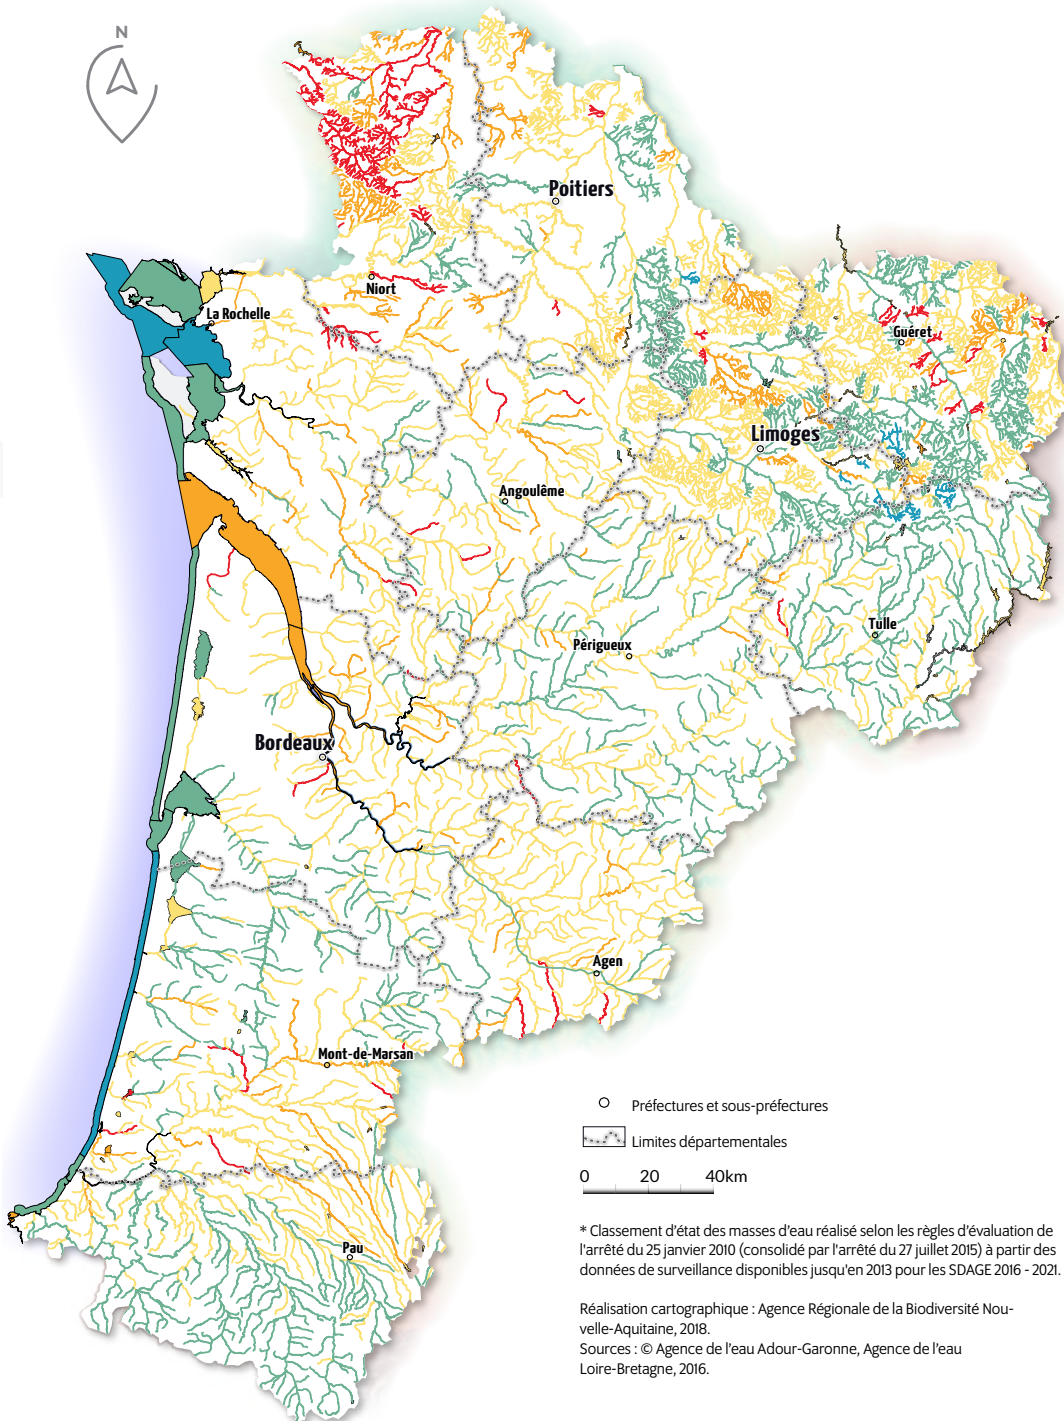 N
Poitiers
Niort
La Rochelle
Guéret
Limoges
Angoulême
Tulle
Périgueux
Bordeaux
Agen
Mont-de-Marsan
Pau
Préfectures et sous-préfectures
Limites départementales
0 20 40km
* Classement d'état des masses d'eau réalisé selon les règles d'évaluation de
l'arrêté du 25 janvier 2010 (consolidé par l'arrêté du 27 juillet 2015) à partir des
données de surveillance disponibles jusqu'en 2013 pour les SDAGE 2016 - 2021.
Réalisation cartographique : Agence Régionale de la Biodiversité Nou-
velle-Aquitaine, 2018.
Sources : © Agence de l'eau Adour-Garonne, Agence de l'eau
Loire-Bretagne, 2016.